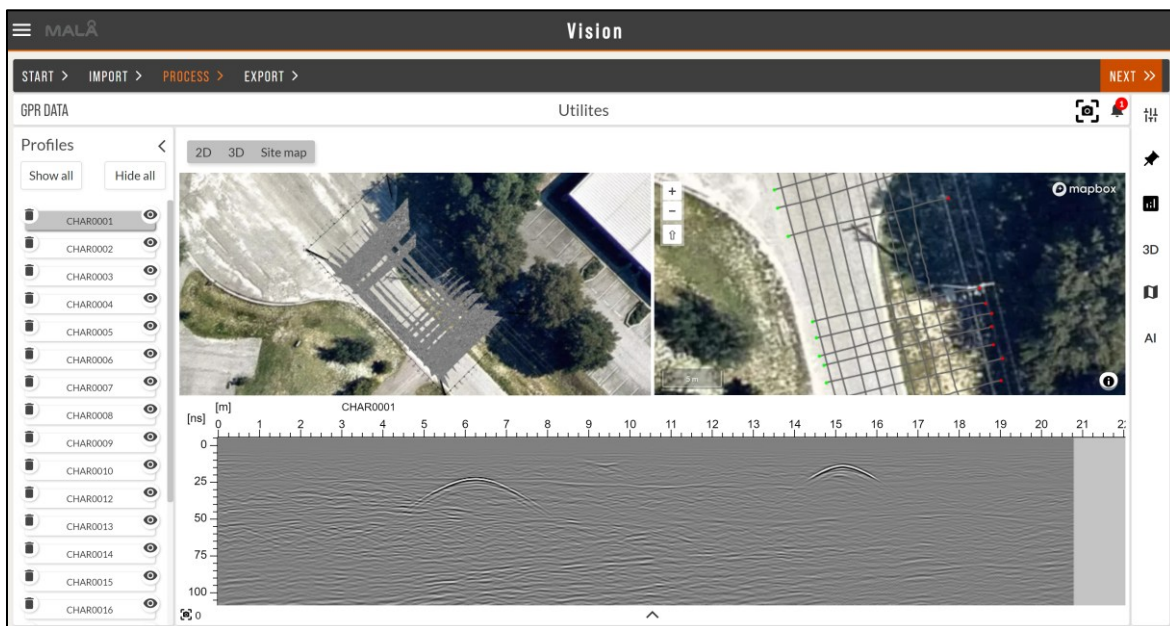 MALÅ
Vision
START > IMPORT > PROCESS > EXPORT >
NEXT >>
GPR DATA
Utilites
1
Profiles
Show all Hide all
CHAR0001
CHAR0002
CHAR0003
CHAR0004
CHAR0005
CHAR0006
CHAR0007
CHAR0008
CHAR0009
CHAR0010
CHAR0012
CHAR0013
CHAR0014
CHAR0015
CHAR0016
2D 3D Site map
+
−
mapbox
5 m
3D
AI
[m] CHAR0001
[ns] 0 1 2 3 4 5 6 7 8 9 10 11 12 13 14 15 16 17 18 19 20 21
0
25
50
75
100
0